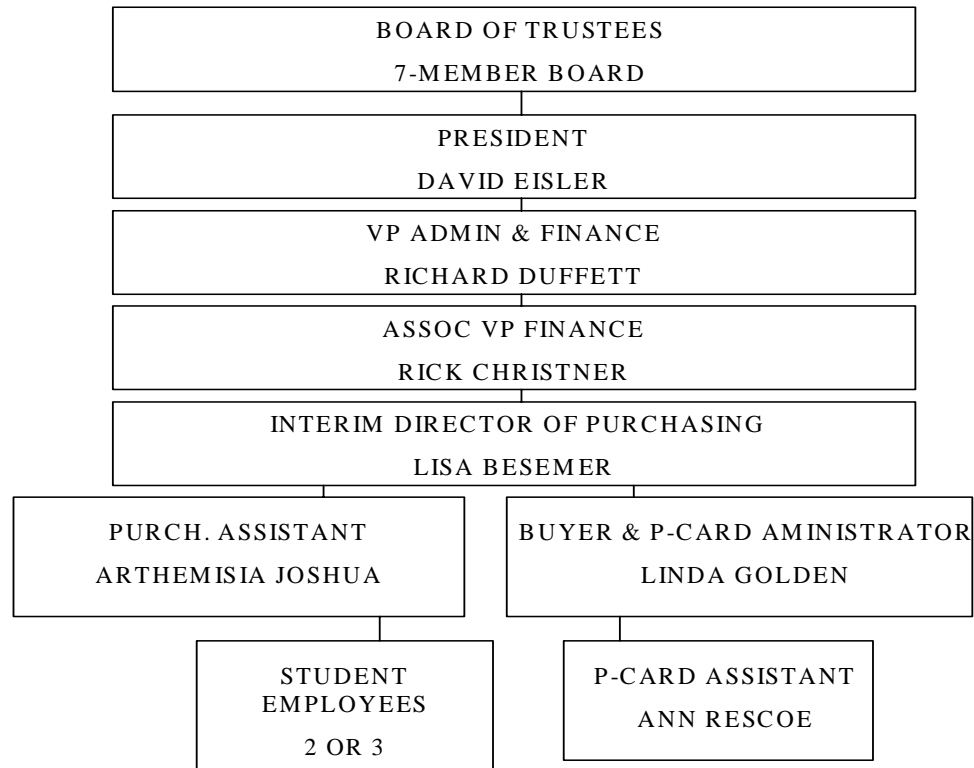 BOARD OF TRUSTEES
7-MEMBER BOARD
PRESIDENT
DAVID EISLER
VP ADMIN & FINANCE
RICHARD DUFFETT
ASSOC VP FINANCE
RICK CHRISTNER
INTERIM DIRECTOR OF PURCHASING
LISA BESEMER
PURCH. ASSISTANT
ARTHEMISIA JOSHUA
BUYER & P-CARD AMINISTRATOR
LINDA GOLDEN
STUDENT
EMPLOYEES
2 OR 3
P-CARD ASSISTANT
ANN RESCOE